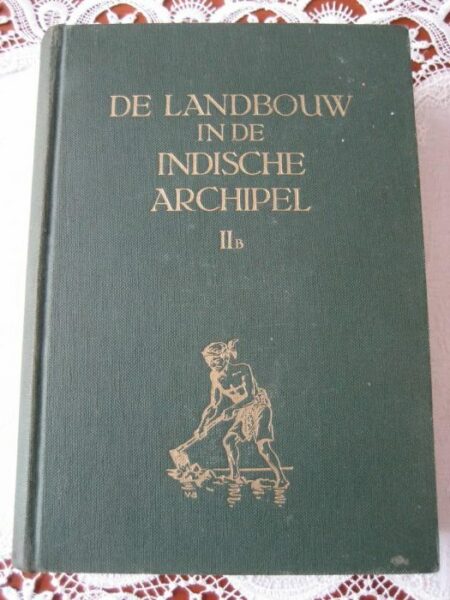 DE LANDBOUW
IN DE
INDISCHE
ARCHIPEL
IIB